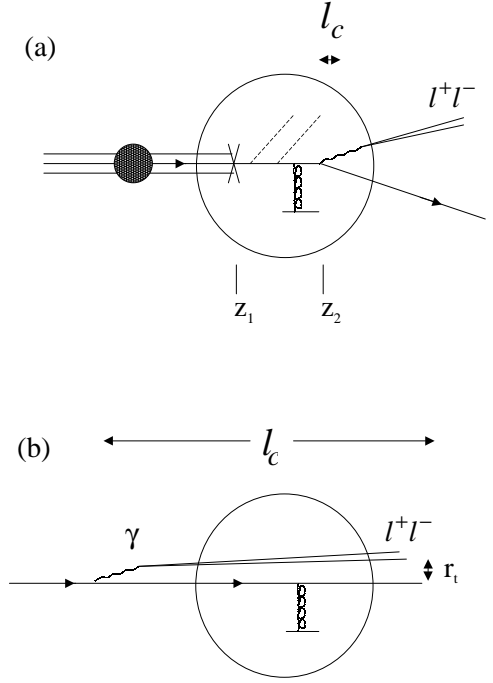 l_c
(a)
l⁺l⁻
z₁
z₂
(b)
l_c
γ
l⁺l⁻
r_t